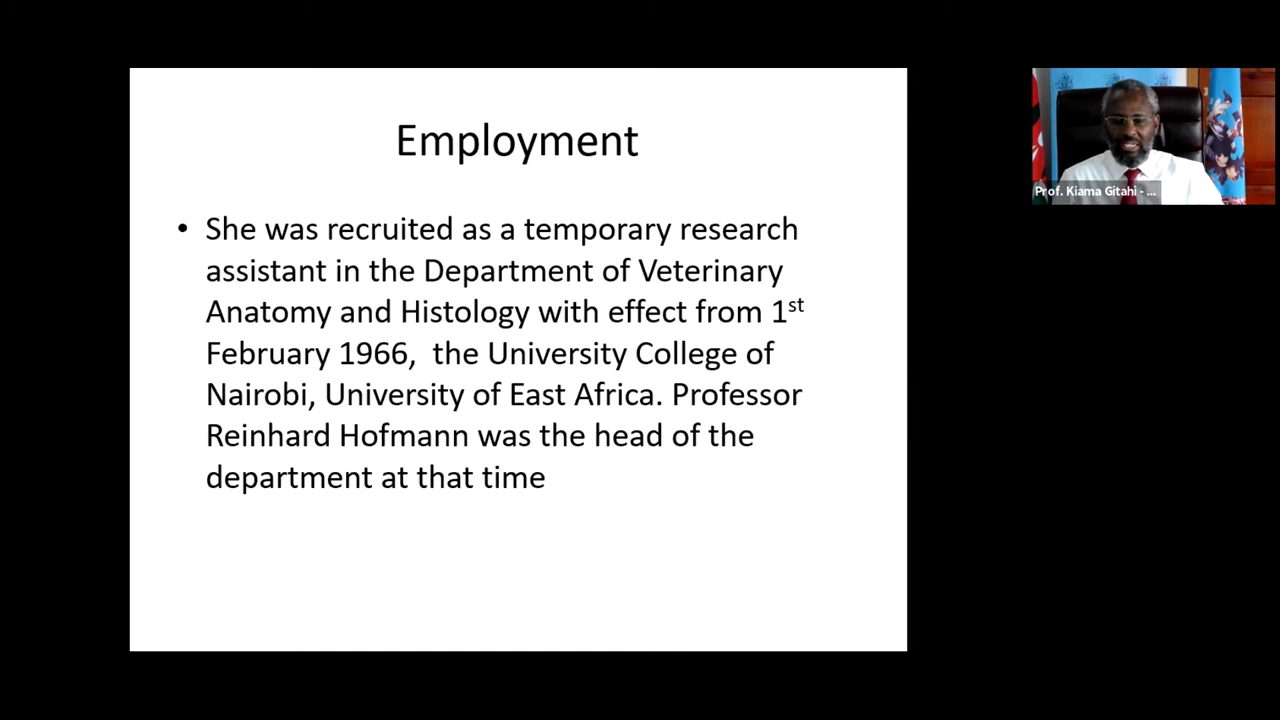 Employment
• She was recruited as a temporary research
assistant in the Department of Veterinary
Anatomy and Histology with effect from 1st
February 1966,  the University College of
Nairobi, University of East Africa. Professor
Reinhard Hofmann was the head of the
department at that time
Prof. Kiama Gitahi - ...